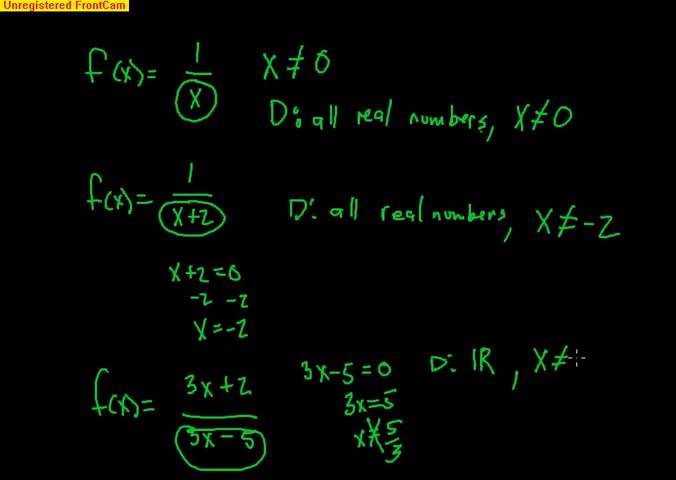 Unregistered FrontCam
f(x) = 1/x x ≠ 0
D: all real numbers, x ≠ 0
f(x) = 1/(x+2) D: all real numbers, x ≠ -2
x+2=0
-2 -2
x=-2
f(x) = (3x+2)/(3x-5) 3x-5=0 D: ℝ, x ≠
3x=5
x≠5/3